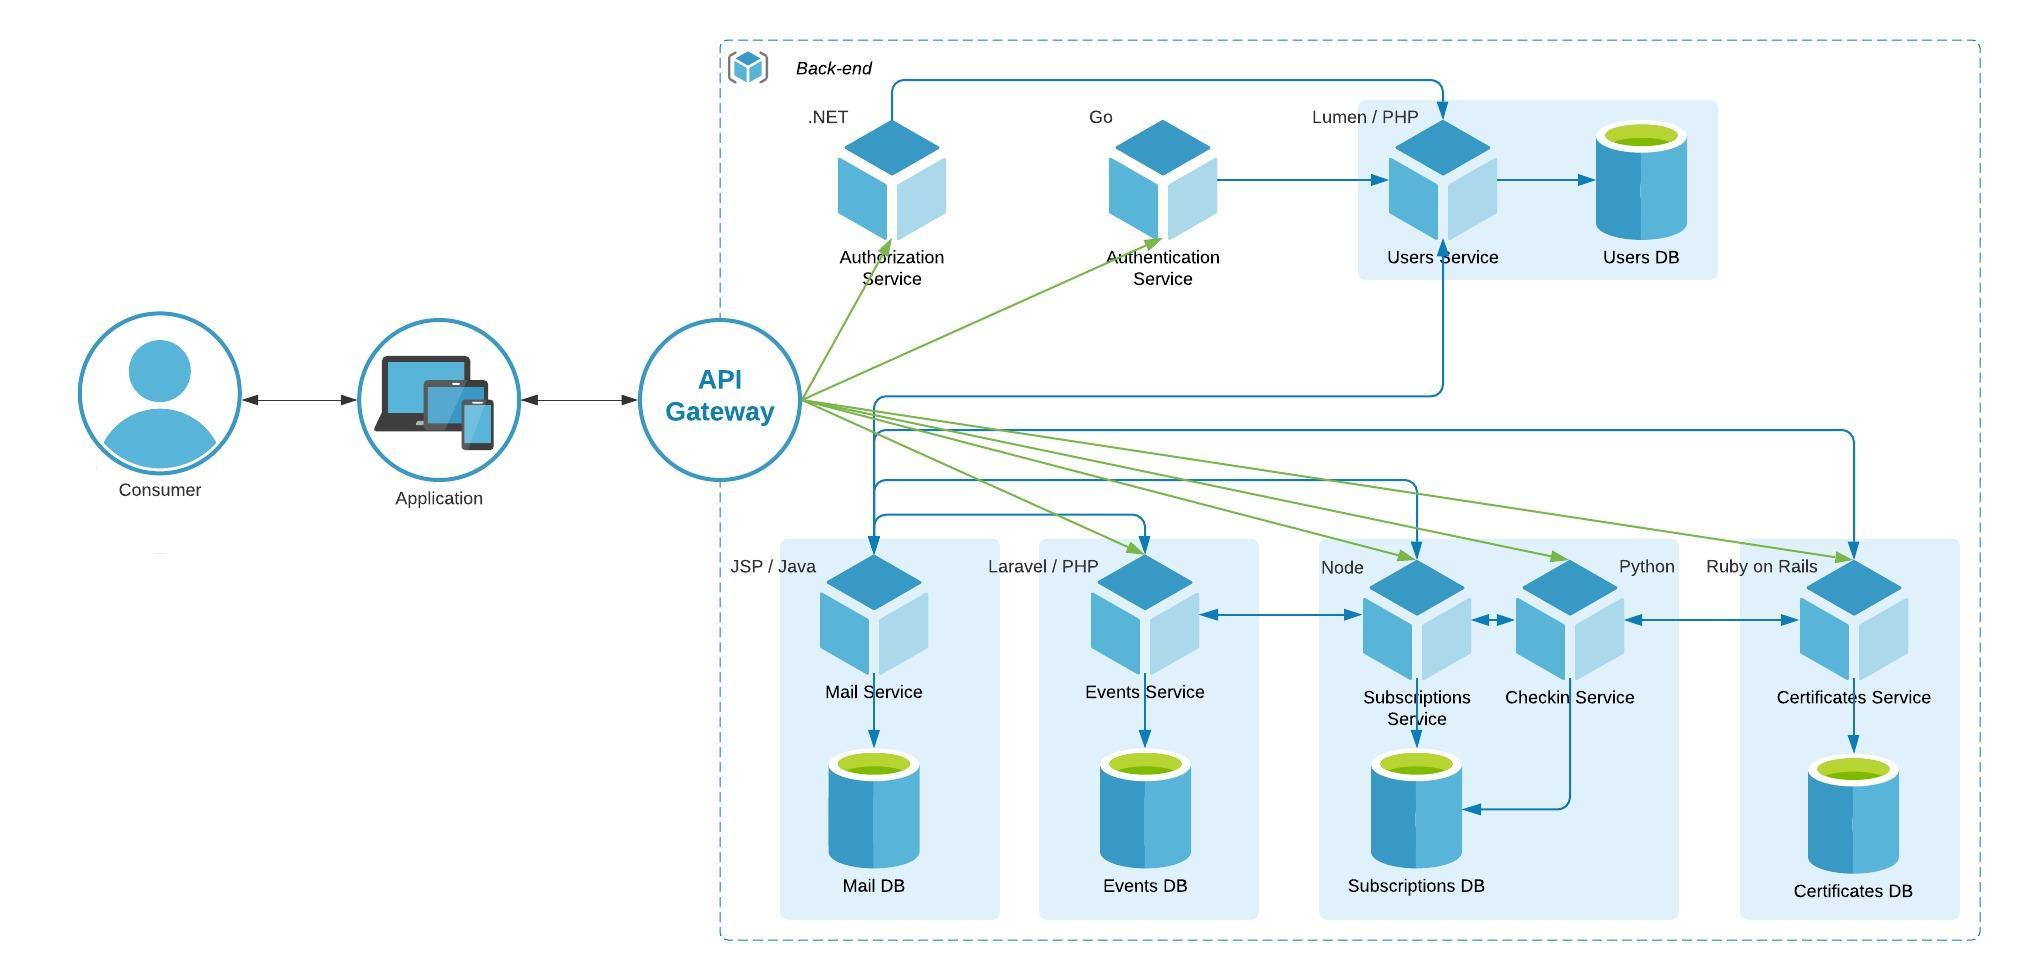 Back-end
.NET
Go
Lumen / PHP
Authorization
Service
Authentication
Service
Users Service
Users DB
API
Gateway
Consumer
Application
JSP / Java
Laravel / PHP
Node
Python
Ruby on Rails
Mail Service
Events Service
Subscriptions
Service
Checkin Service
Certificates Service
Mail DB
Events DB
Subscriptions DB
Certificates DB